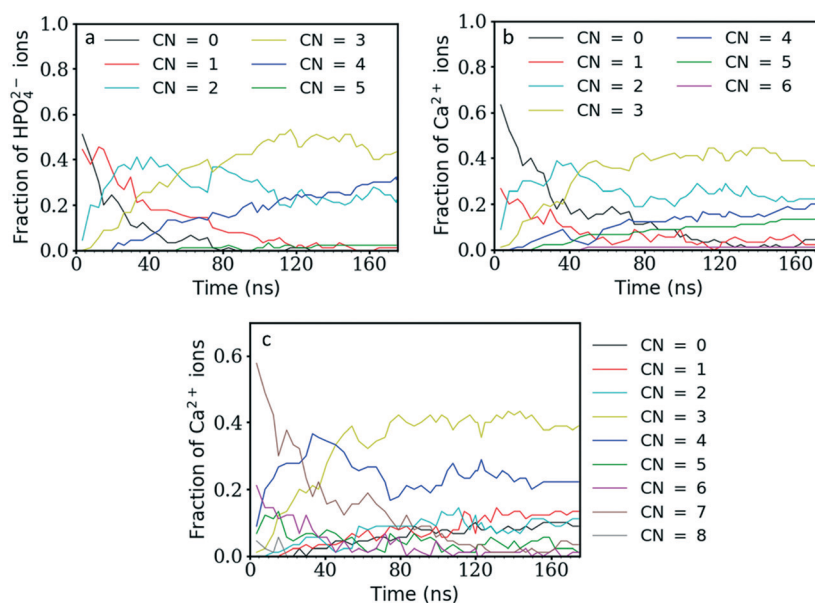 a
CN = 0
CN = 3
CN = 1
CN = 4
CN = 2
CN = 5
Fraction of HPO₄²⁻ ions
1.0
0.8
0.6
0.4
0.2
0.0
0 40 80 120 160
Time (ns)
b
CN = 0
CN = 4
CN = 1
CN = 5
CN = 2
CN = 6
CN = 3
Fraction of Ca²⁺ ions
1.0
0.8
0.6
0.4
0.2
0.0
0 40 80 120 160
Time (ns)
c
Fraction of Ca²⁺ ions
0.6
0.4
0.2
0.0
0 40 80 120 160
Time (ns)
CN = 0
CN = 1
CN = 2
CN = 3
CN = 4
CN = 5
CN = 6
CN = 7
CN = 8